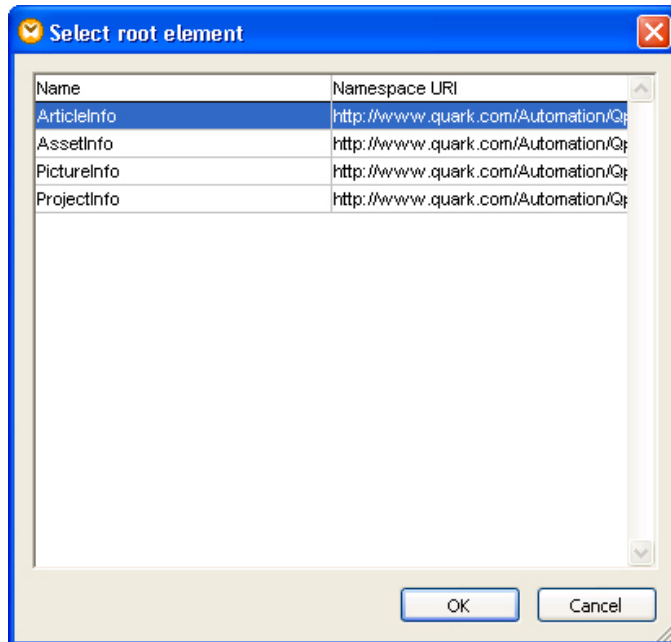 Select root element
Name Namespace URI
ArticleInfo http://www.quark.com/Automation/Qp
AssetInfo http://www.quark.com/Automation/Qp
PictureInfo http://www.quark.com/Automation/Qp
ProjectInfo http://www.quark.com/Automation/Qp
OK Cancel